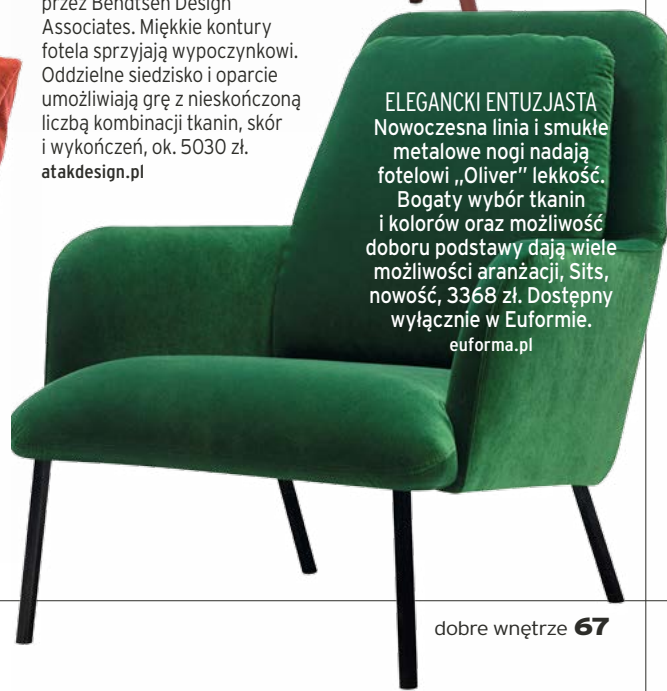 przez Bendtsen Design
Associates. Miękkie kontury
fotela sprzyjają wypoczynkowi.
Oddzielne siedzisko i oparcie
umożliwiają grę z nieskończoną
liczbą kombinacji tkanin, skór
i wykończeń, ok. 5030 zł.
atakdesign.pl
ELEGANCKI ENTUZJASTA
Nowoczesna linia i smukłe
metalowe nogi nadają
fotelowi „Oliver” lekkość.
Bogaty wybór tkanin
i kolorów oraz możliwość
doboru podstawy dają wiele
możliwości aranżacji, Sits,
nowość, 3368 zł. Dostępny
wyłącznie w Euformie.
euforma.pl
dobre wnętrze 67